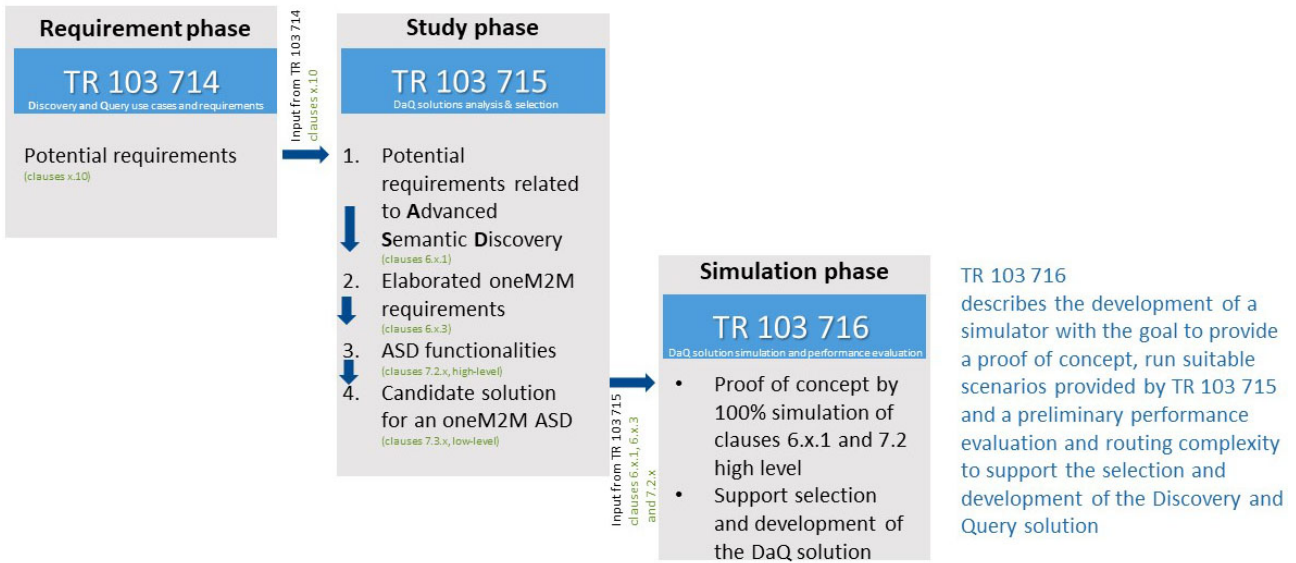 Requirement phase
TR 103 714
Discovery and Query use cases and requirements
Potential requirements
(clauses x.10)
Input from TR 103 714
clauses x.10
Study phase
TR 103 715
DaQ solutions analysis & selection
1. Potential
requirements related
to Advanced
Semantic Discovery
(clauses 6.x.1)
2. Elaborated oneM2M
requirements
(clauses 6.x.3)
3. ASD functionalities
(clauses 7.2.x, high-level)
4. Candidate solution
for an oneM2M ASD
(clauses 7.3.x, low-level)
Input from TR 103 715
clauses 6.x.1, 6.x.3
and 7.2.x
Simulation phase
TR 103 716
DaQ solution simulation and performance evaluation
• Proof of concept by
100% simulation of
clauses 6.x.1 and 7.2
high level
• Support selection
and development of
the DaQ solution
TR 103 716
describes the development of a
simulator with the goal to provide
a proof of concept, run suitable
scenarios provided by TR 103 715
and a preliminary performance
evaluation and routing complexity
to support the selection and
development of the Discovery and
Query solution